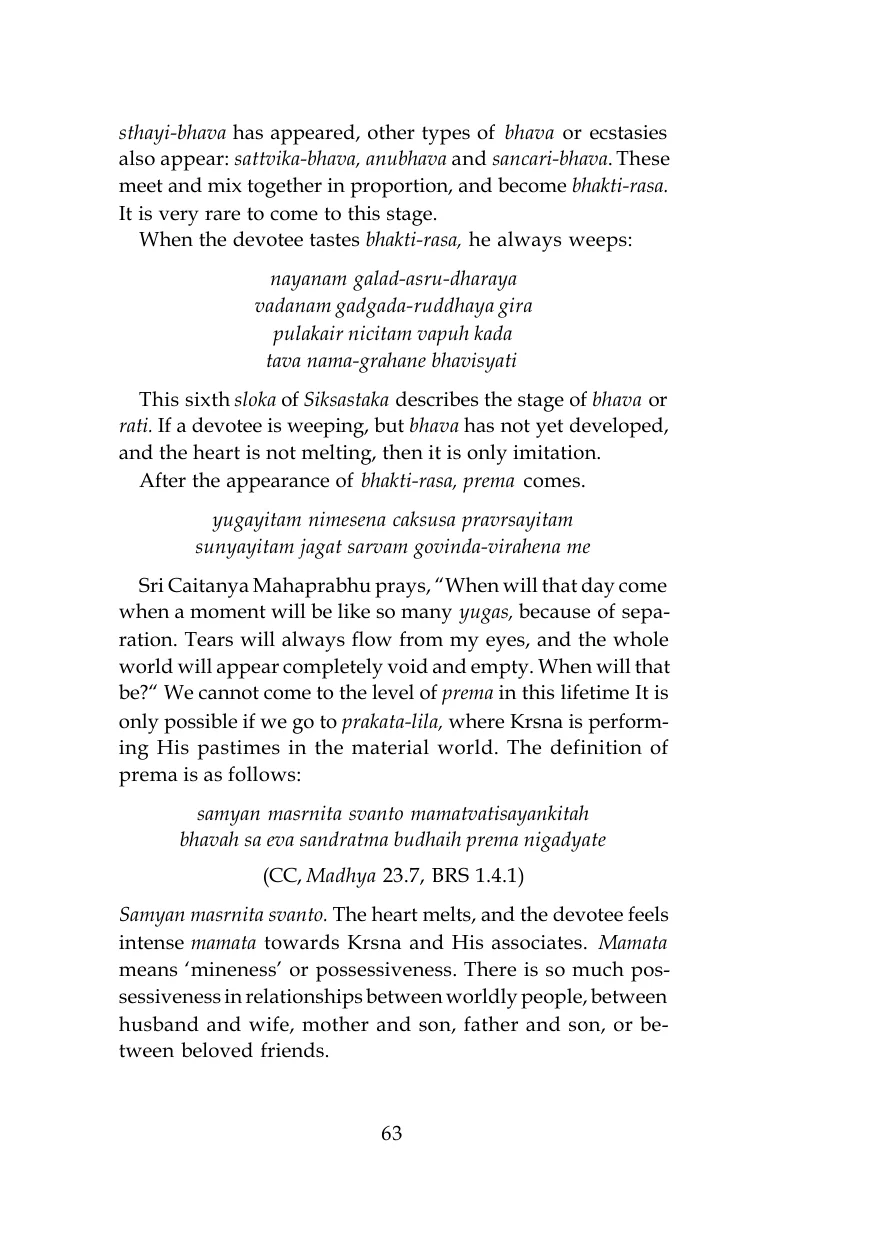 sthayi-bhava has appeared, other types of bhava or ecstasies
also appear: sattvika-bhava, anubhava and sancari-bhava. These
meet and mix together in proportion, and become bhakti-rasa.
It is very rare to come to this stage.
When the devotee tastes bhakti-rasa, he always weeps:
nayanam galad-asru-dharaya
vadanam gadgada-ruddhaya gira
pulakair nicitam vapuh kada
tava nama-grahane bhavisyati
This sixth sloka of Siksastaka describes the stage of bhava or
rati. If a devotee is weeping, but bhava has not yet developed,
and the heart is not melting, then it is only imitation.
After the appearance of bhakti-rasa, prema comes.
yugayitam nimesena caksusa pravrsayitam
sunyayitam jagat sarvam govinda-virahena me
Sri Caitanya Mahaprabhu prays, “When will that day come
when a moment will be like so many yugas, because of sepa-
ration. Tears will always flow from my eyes, and the whole
world will appear completely void and empty. When will that
be?“ We cannot come to the level of prema in this lifetime It is
only possible if we go to prakata-lila, where Krsna is perform-
ing His pastimes in the material world. The definition of
prema is as follows:
samyan masrnita svanto mamatvatisayankitah
bhavah sa eva sandratma budhaih prema nigadyate
(CC, Madhya 23.7, BRS 1.4.1)
Samyan masrnita svanto. The heart melts, and the devotee feels
intense mamata towards Krsna and His associates. Mamata
means ‘mineness’ or possessiveness. There is so much pos-
sessiveness in relationships between worldly people, between
husband and wife, mother and son, father and son, or be-
tween beloved friends.
63